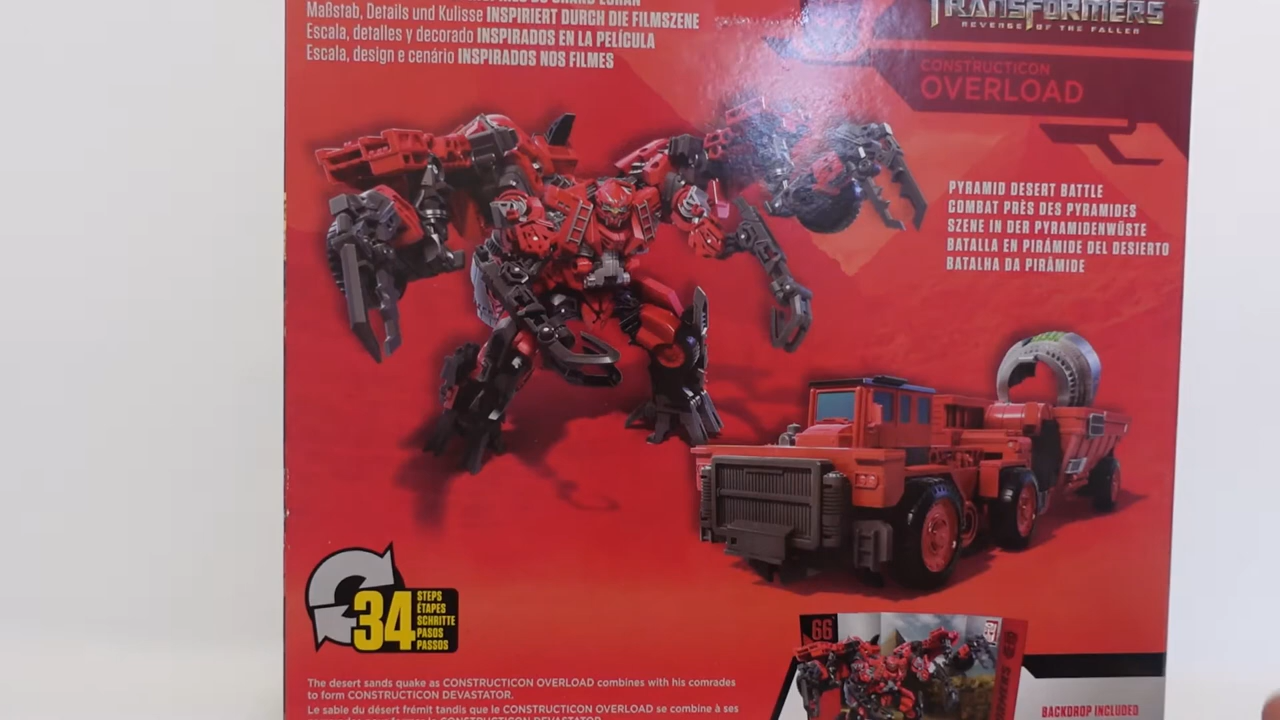 Maßstab, Details und Kulisse INSPIRIERT DURCH DIE FILMSZENE
Escala, detalles y decorado INSPIRADOS EN LA PELÍCULA
Escala, design e cenário INSPIRADOS NOS FILMES
TRANSFORMERS
REVENGE OF THE FALLEN
CONSTRUCTICON
OVERLOAD
PYRAMID DESERT BATTLE
COMBAT PRÈS DES PYRAMIDES
SZENE IN DER PYRAMIDENWÜSTE
BATALLA EN PIRÁMIDE DEL DESIERTO
BATALHA DA PIRÂMIDE
34
STEPS
ÉTAPES
SCHRITTE
PASOS
PASSOS
66
The desert sands quake as CONSTRUCTICON OVERLOAD combines with his comrades
to form CONSTRUCTICON DEVASTATOR.
Le sable du désert frémit tandis que le CONSTRUCTICON OVERLOAD se combine à ses
CONSTRUCTICON DEVASTATOR.
BACKDROP INCLUDED